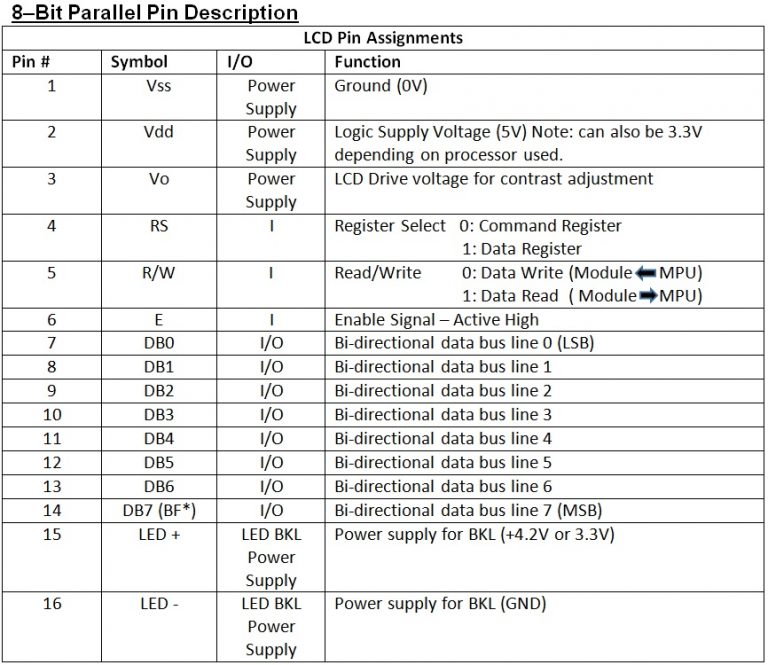 8–Bit Parallel Pin Description
LCD Pin Assignments
Pin # Symbol I/O Function
1 Vss Power Supply Ground (0V)
2 Vdd Power Supply Logic Supply Voltage (5V) Note: can also be 3.3V
depending on processor used.
3 Vo Power Supply LCD Drive voltage for contrast adjustment
4 RS I Register Select 0: Command Register
1: Data Register
5 R/W I Read/Write 0: Data Write (Module ⬅ MPU)
1: Data Read ( Module ➡ MPU)
6 E I Enable Signal – Active High
7 DB0 I/O Bi-directional data bus line 0 (LSB)
8 DB1 I/O Bi-directional data bus line 1
9 DB2 I/O Bi-directional data bus line 2
10 DB3 I/O Bi-directional data bus line 3
11 DB4 I/O Bi-directional data bus line 4
12 DB5 I/O Bi-directional data bus line 5
13 DB6 I/O Bi-directional data bus line 6
14 DB7 (BF*) I/O Bi-directional data bus line 7 (MSB)
15 LED + LED BKL Power Supply Power supply for BKL (+4.2V or 3.3V)
16 LED - LED BKL Power Supply Power supply for BKL (GND)